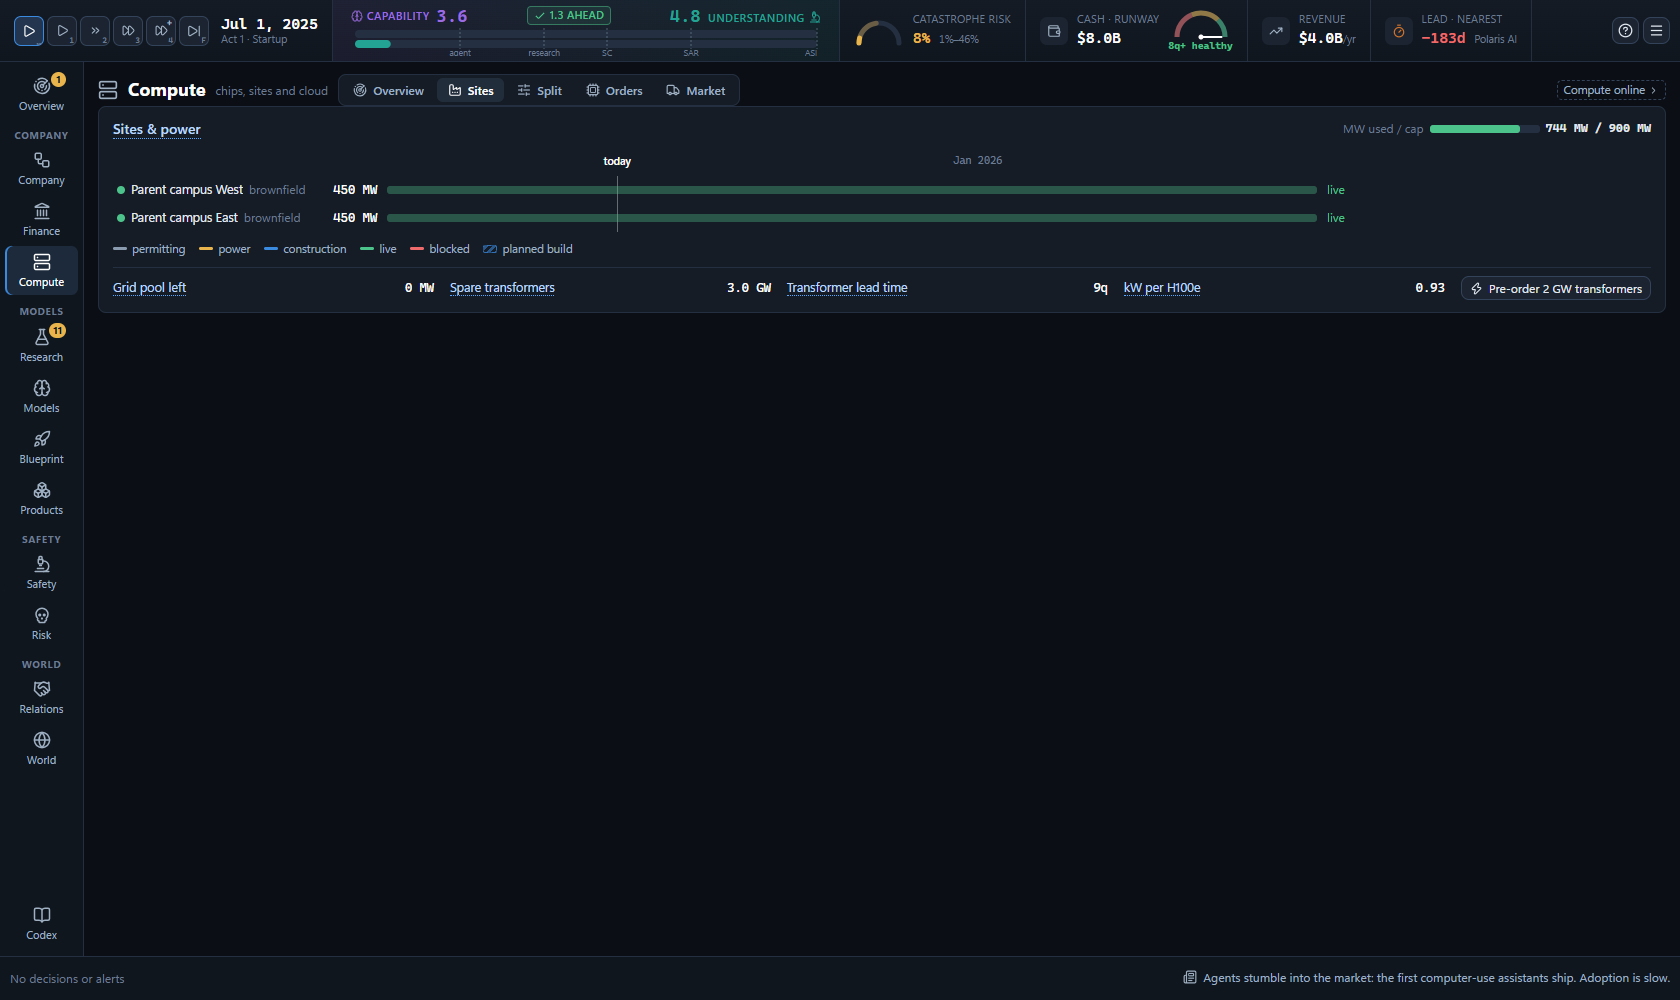 1
2
3
4
F
Jul 1, 2025
Act 1 · Startup
CAPABILITY 3.6
1.3 AHEAD
4.8 UNDERSTANDING
agent
research
SC
SAR
ASI
CATASTROPHE RISK
8% 1%–46%
CASH · RUNWAY
$8.0B
8q+ healthy
REVENUE
$4.0B/yr
LEAD · NEAREST
−183d Polaris AI
1
Overview
COMPANY
Company
Finance
Compute
MODELS
11
Research
Models
Blueprint
Products
SAFETY
Safety
Risk
WORLD
Relations
World
Codex
Compute chips, sites and cloud
Overview
Sites
Split
Orders
Market
Compute online ›
Sites & power
MW used / cap 744 MW / 900 MW
today
Jan 2026
Parent campus West brownfield 450 MW live
Parent campus East brownfield 450 MW live
permitting power construction live blocked planned build
Grid pool left 0 MW
Spare transformers 3.0 GW
Transformer lead time 9q
kW per H100e 0.93
Pre-order 2 GW transformers
No decisions or alerts
Agents stumble into the market: the first computer-use assistants ship. Adoption is slow.